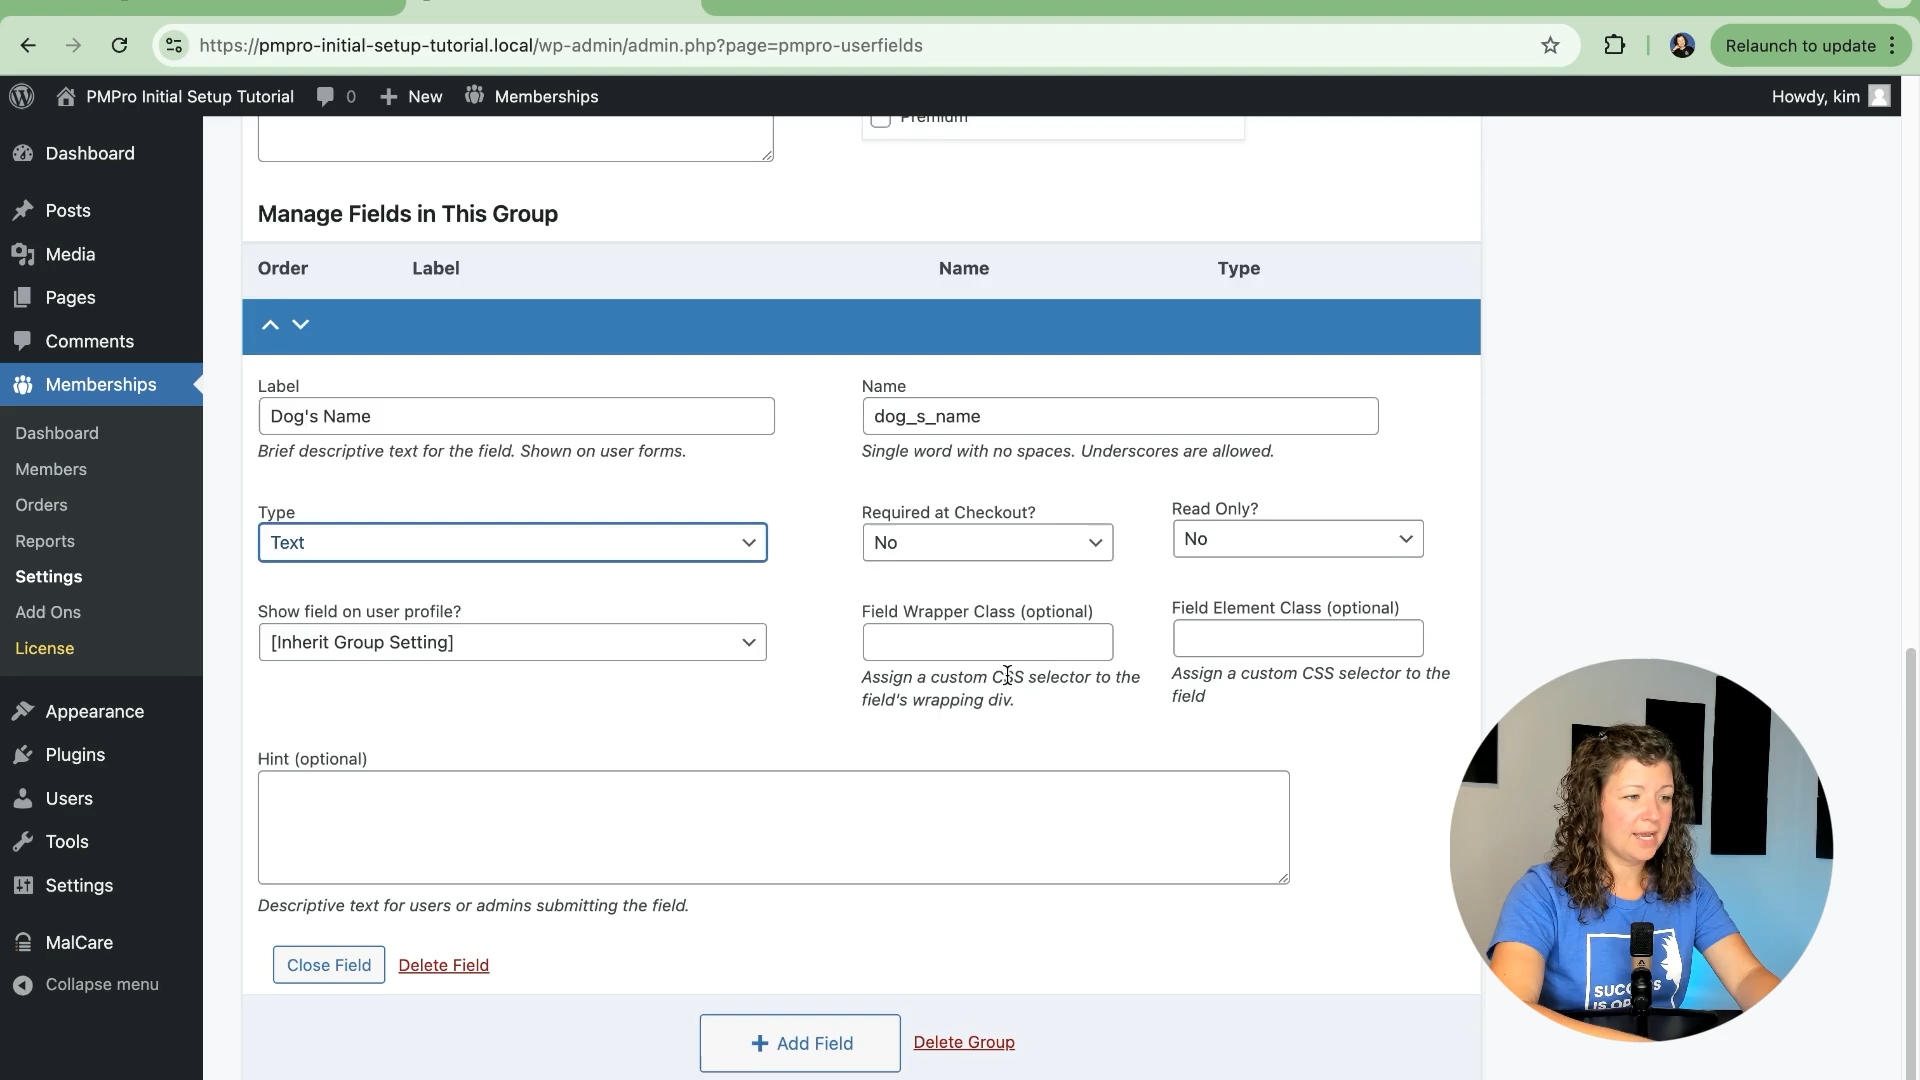 https://pmpro-initial-setup-tutorial.local/wp-admin/admin.php?page=pmpro-userfields
Relaunch to update
PMPro Initial Setup Tutorial
0
New
Memberships
Howdy, kim
Premium
Dashboard
Posts
Media
Pages
Comments
Memberships
Dashboard
Members
Orders
Reports
Settings
Add Ons
License
Appearance
Plugins
Users
Tools
Settings
MalCare
Collapse menu
Manage Fields in This Group
Order Label Name Type
Label
Dog's Name
Brief descriptive text for the field. Shown on user forms.
Name
dog_s_name
Single word with no spaces. Underscores are allowed.
Type
Text
Required at Checkout?
No
Read Only?
No
Show field on user profile?
[Inherit Group Setting]
Field Wrapper Class (optional)
Assign a custom CSS selector to the
field's wrapping div.
Field Element Class (optional)
Assign a custom CSS selector to the
field
Hint (optional)
Descriptive text for users or admins submitting the field.
Close Field
Delete Field
Add Field
Delete Group